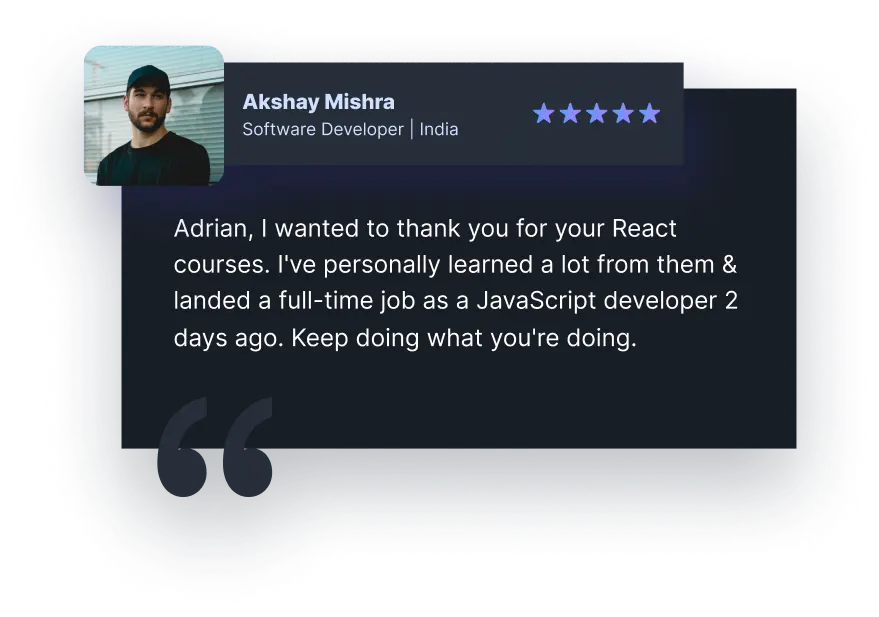 Akshay Mishra
Software Developer | India
Adrian, I wanted to thank you for your React
courses. I've personally learned a lot from them &
landed a full-time job as a JavaScript developer 2
days ago. Keep doing what you're doing.
“